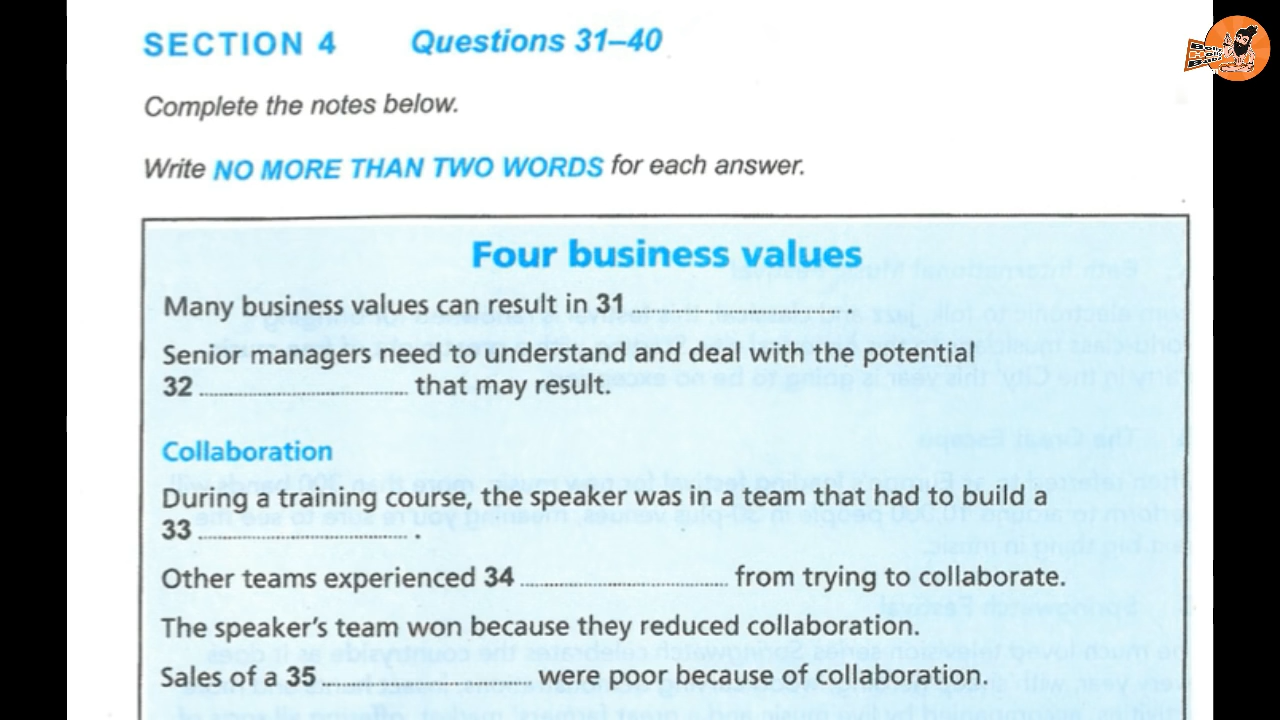 SECTION 4 Questions 31–40
Complete the notes below.
Write NO MORE THAN TWO WORDS for each answer.
Four business values
Many business values can result in 31 .............................. .
Senior managers need to understand and deal with the potential
32 .............................. that may result.
Collaboration
During a training course, the speaker was in a team that had to build a
33 .............................. .
Other teams experienced 34 .............................. from trying to collaborate.
The speaker's team won because they reduced collaboration.
Sales of a 35 .............................. were poor because of collaboration.